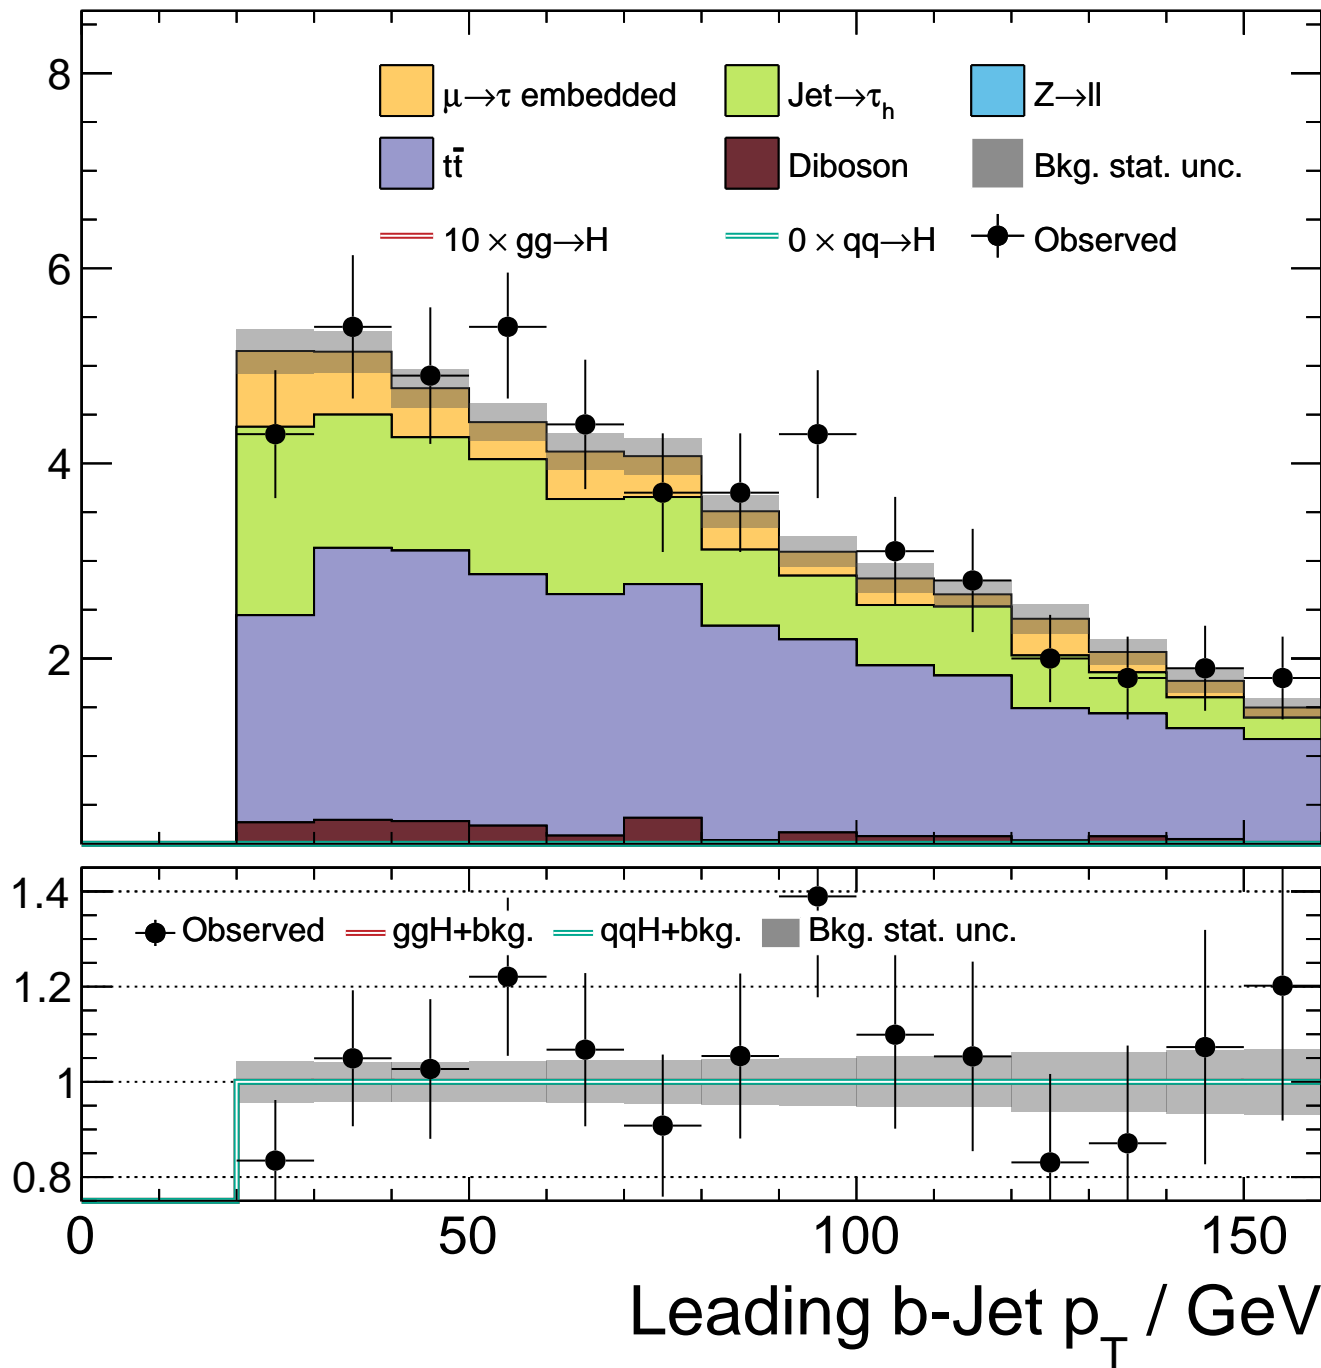 8
μ→τ embedded Jet→τh Z→ll
tt̄ Diboson Bkg. stat. unc.
10 × gg→H 0 × qq→H Observed
6
4
2
1.4
Observed ggH+bkg. qqH+bkg. Bkg. stat. unc.
1.2
1
0.8
0 50 100 150
Leading b-Jet pT / GeV